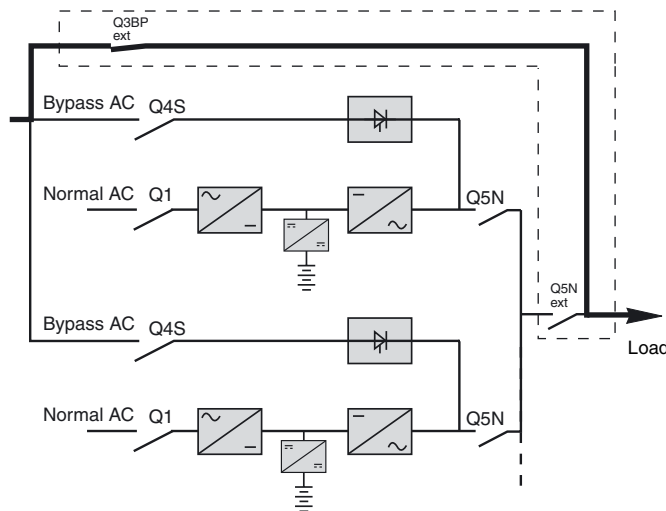 Q3BP
ext
Bypass AC Q4S
Normal AC Q1
Q5N
Q5N
ext
Load
Bypass AC Q4S
Normal AC Q1
Q5N